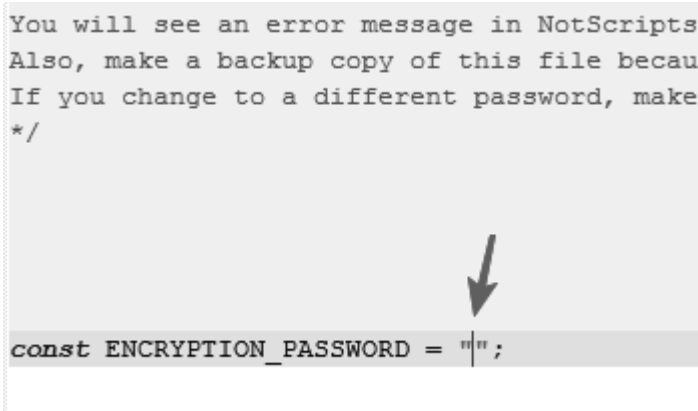 You will see an error message in NotScripts
Also, make a backup copy of this file becau
If you change to a different password, make
*/
const ENCRYPTION_PASSWORD = "";